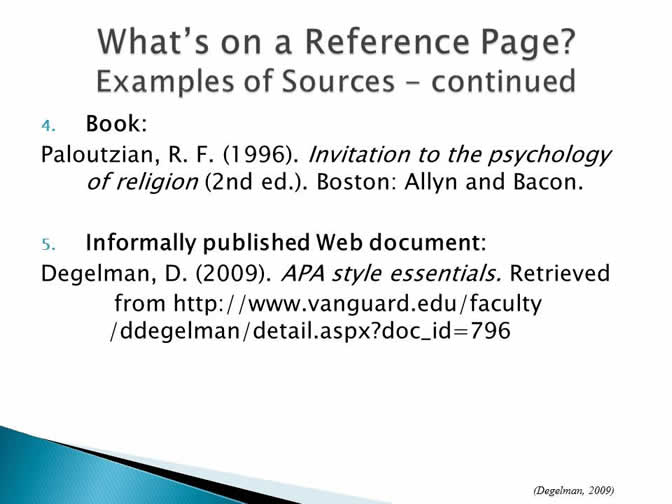 What's on a Reference Page?
Examples of Sources - continued
4. Book:
Paloutzian, R. F. (1996). Invitation to the psychology
of religion (2nd ed.). Boston: Allyn and Bacon.
5. Informally published Web document:
Degelman, D. (2009). APA style essentials. Retrieved
from http://www.vanguard.edu/faculty
/ddegelman/detail.aspx?doc_id=796
(Degelman, 2009)